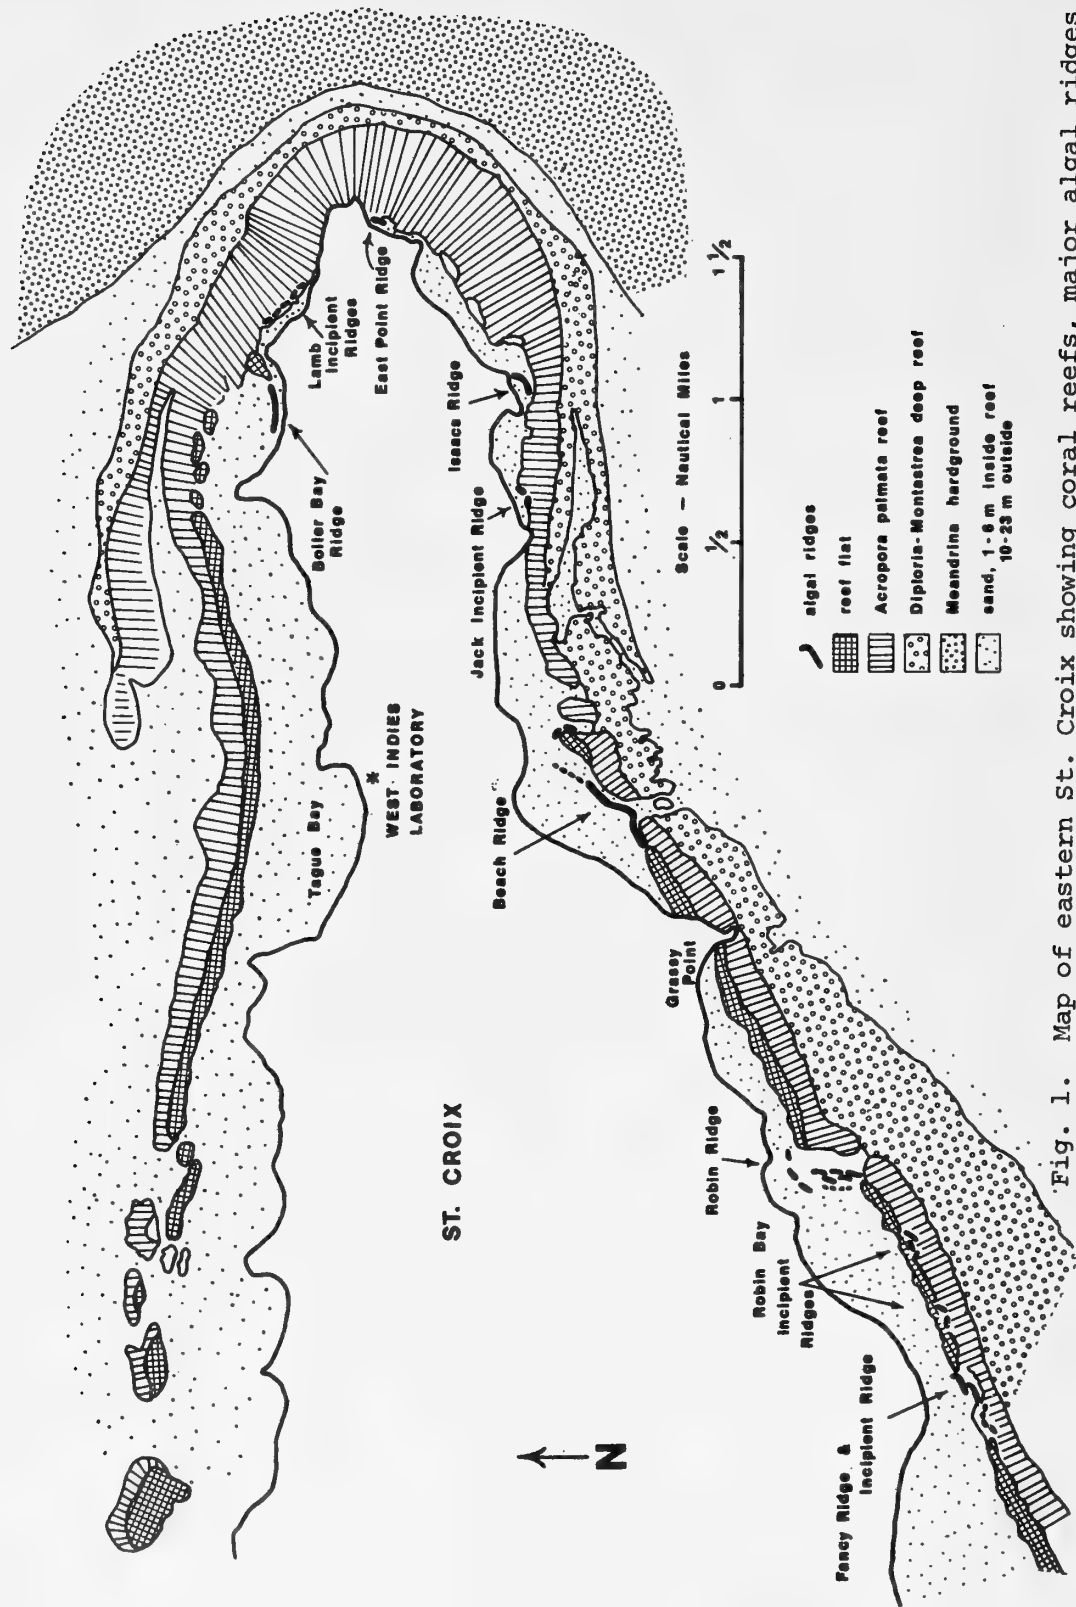 Tague Bay
*
WEST INDIES
LABORATORY
Boiler Bay
Ridge
Lamb
Incipient
Ridges
East Point Ridge
Isaacs Ridge
Jack Incipient Ridge
Beach Ridge
Grassy
Point
ST. CROIX
Robin Ridge
Robin Bay
Incipient
Ridges
Fancy Ridge &
Incipient Ridge
N
0 1/2 1 1 1/2
Scale – Nautical Miles
algal ridges
reef flat
Acropora palmata reef
Diploria-Montastrea deep reef
Meandrina hardground
sand, 1-6 m inside reef
10-23 m outside
Fig. 1. Map of eastern St. Croix showing coral reefs, major algal ridges